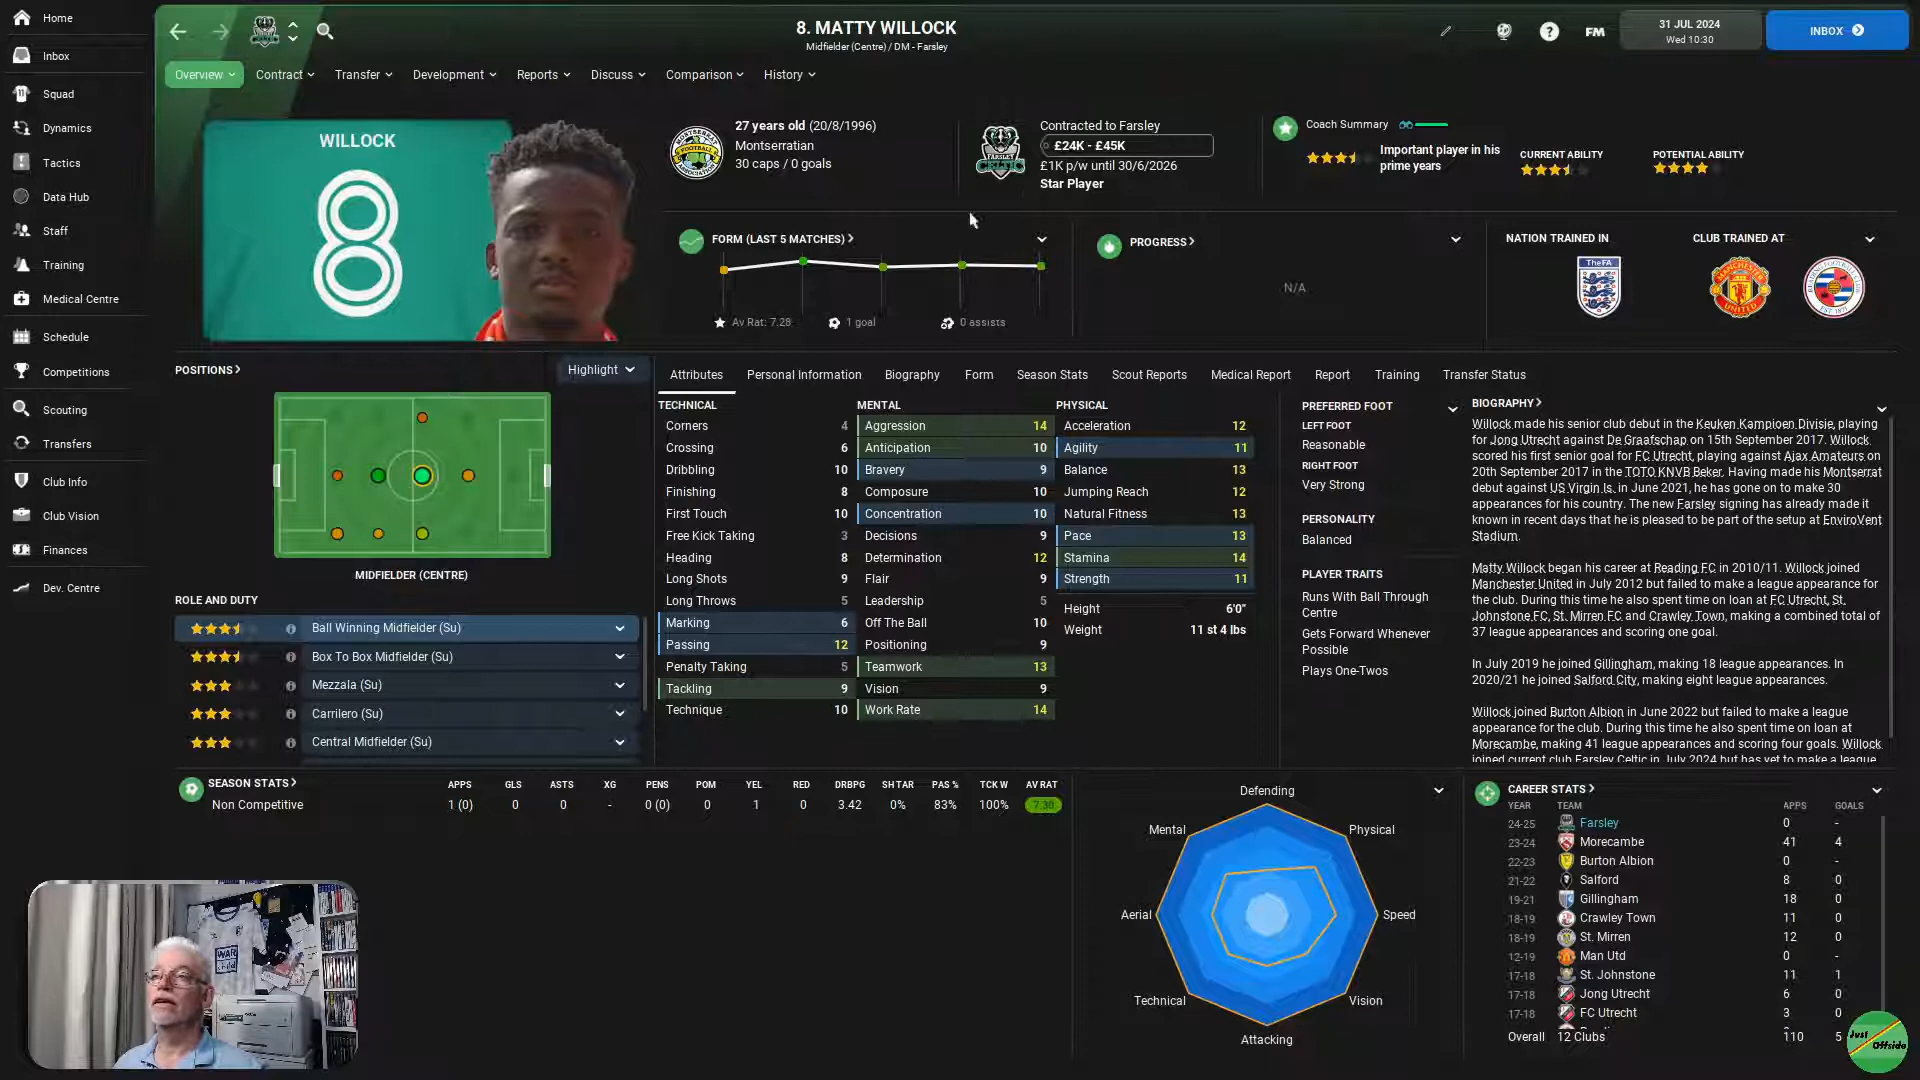 Home
Inbox
Squad
Dynamics
Tactics
Data Hub
Staff
Training
Medical Centre
Schedule
Competitions
Scouting
Transfers
Club Info
Club Vision
Finances
Dev. Centre
8. MATTY WILLOCK
Midfielder (Centre) / DM - Farsley
FM
31 JUL 2024
Wed 10:30
INBOX
Overview
Contract
Transfer
Development
Reports
Discuss
Comparison
History
WILLOCK
8
27 years old (20/8/1996)
Montserratian
30 caps / 0 goals
Contracted to Farsley
£24K - £45K
£1K p/w until 30/6/2026
Star Player
Coach Summary
Important player in his
prime years
CURRENT ABILITY
POTENTIAL ABILITY
FORM (LAST 5 MATCHES)
Av Rat: 7.28
1 goal
0 assists
PROGRESS
N/A
NATION TRAINED IN
CLUB TRAINED AT
POSITIONS
Highlight
MIDFIELDER (CENTRE)
ROLE AND DUTY
Ball Winning Midfielder (Su)
Box To Box Midfielder (Su)
Mezzala (Su)
Carrilero (Su)
Central Midfielder (Su)
Attributes
Personal Information
Biography
Form
Season Stats
Scout Reports
Medical Report
Report
Training
Transfer Status
TECHNICAL
Corners 4
Crossing 6
Dribbling 10
Finishing 8
First Touch 10
Free Kick Taking 3
Heading 8
Long Shots 9
Long Throws 5
Marking 6
Passing 12
Penalty Taking 5
Tackling 9
Technique 10
MENTAL
Aggression 14
Anticipation 10
Bravery 9
Composure 10
Concentration 10
Decisions 9
Determination 12
Flair 9
Leadership 5
Off The Ball 10
Positioning 9
Teamwork 13
Vision 9
Work Rate 14
PHYSICAL
Acceleration 12
Agility 11
Balance 13
Jumping Reach 12
Natural Fitness 13
Pace 13
Stamina 14
Strength 11
Height 6'0"
Weight 11 st 4 lbs
PREFERRED FOOT
LEFT FOOT
Reasonable
RIGHT FOOT
Very Strong
PERSONALITY
Balanced
PLAYER TRAITS
Runs With Ball Through
Centre
Gets Forward Whenever
Possible
Plays One-Twos
BIOGRAPHY
Willock made his senior club debut in the Keuken Kampioen Divisie, playing
for Jong Utrecht against De Graafschap on 15th September 2017. Willock
scored his first senior goal for FC Utrecht, playing against Ajax Amateurs on
20th September 2017 in the TOTO KNVB Beker. Having made his Montserrat
debut against US Virgin Is. in June 2021, he has gone on to make 30
appearances for his country. The new Farsley signing has already made it
known in recent days that he is pleased to be part of the setup at EnviroVent
Stadium.
Matty Willock began his career at Reading FC in 2010/11. Willock joined
Manchester United in July 2012 but failed to make a league appearance for
the club. During this time he also spent time on loan at FC Utrecht, St.
Johnstone FC, St. Mirren FC and Crawley Town, making a combined total of
37 league appearances and scoring one goal.
In July 2019 he joined Gillingham, making 18 league appearances. In
2020/21 he joined Salford City, making eight league appearances.
Willock joined Burton Albion in June 2022 but failed to make a league
appearance for the club. During this time he also spent time on loan at
Morecambe, making 41 league appearances and scoring four goals. Willock
joined current club Farsley Celtic in July 2024 but has yet to make a league
SEASON STATS
APPS GLS ASTS XG PENS POM YEL RED DRBPG SH TAR PAS % TCK W AV RAT
Non Competitive 1 (0) 0 0 - 0 (0) 0 1 0 3.42 0% 83% 100% 7.30
Defending
Physical
Speed
Vision
Attacking
Technical
Aerial
Mental
CAREER STATS
YEAR TEAM APPS GOALS
24-25 Farsley 0 -
23-24 Morecambe 41 4
22-23 Burton Albion 0 -
21-22 Salford 8 0
19-21 Gillingham 18 0
18-19 Crawley Town 11 0
18-19 St. Mirren 12 0
12-19 Man Utd 0 -
17-18 St. Johnstone 11 1
17-18 Jong Utrecht 6 0
17-18 FC Utrecht 3 0
Overall 12 Clubs 110 5
Just
Offside